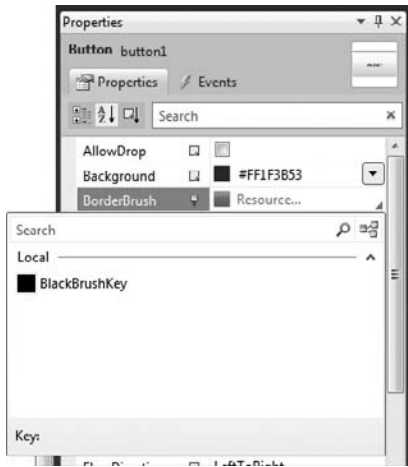 Properties
Button button1
Properties Events
Search
AllowDrop
Background #FF1F3B53
BorderBrush Resource...
Search
Local
BlackBrushKey
Key:
LeftToRight